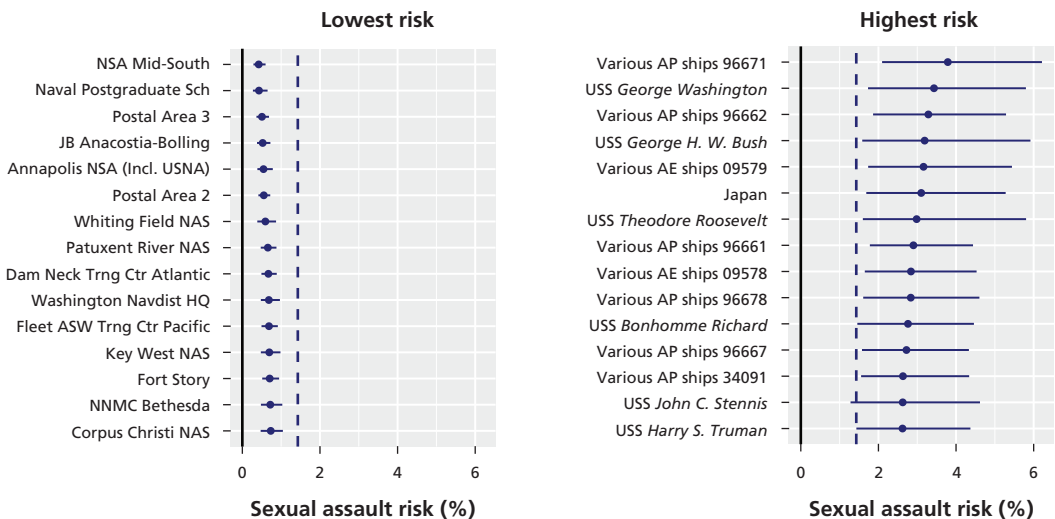 Lowest risk
NSA Mid-South
Naval Postgraduate Sch
Postal Area 3
JB Anacostia-Bolling
Annapolis NSA (Incl. USNA)
Postal Area 2
Whiting Field NAS
Patuxent River NAS
Dam Neck Trng Ctr Atlantic
Washington Navdist HQ
Fleet ASW Trng Ctr Pacific
Key West NAS
Fort Story
NNMC Bethesda
Corpus Christi NAS
0 2 4 6
Sexual assault risk (%)
Highest risk
Various AP ships 96671
USS George Washington
Various AP ships 96662
USS George H. W. Bush
Various AE ships 09579
Japan
USS Theodore Roosevelt
Various AP ships 96661
Various AE ships 09578
Various AP ships 96678
USS Bonhomme Richard
Various AP ships 96667
Various AP ships 34091
USS John C. Stennis
USS Harry S. Truman
0 2 4 6
Sexual assault risk (%)